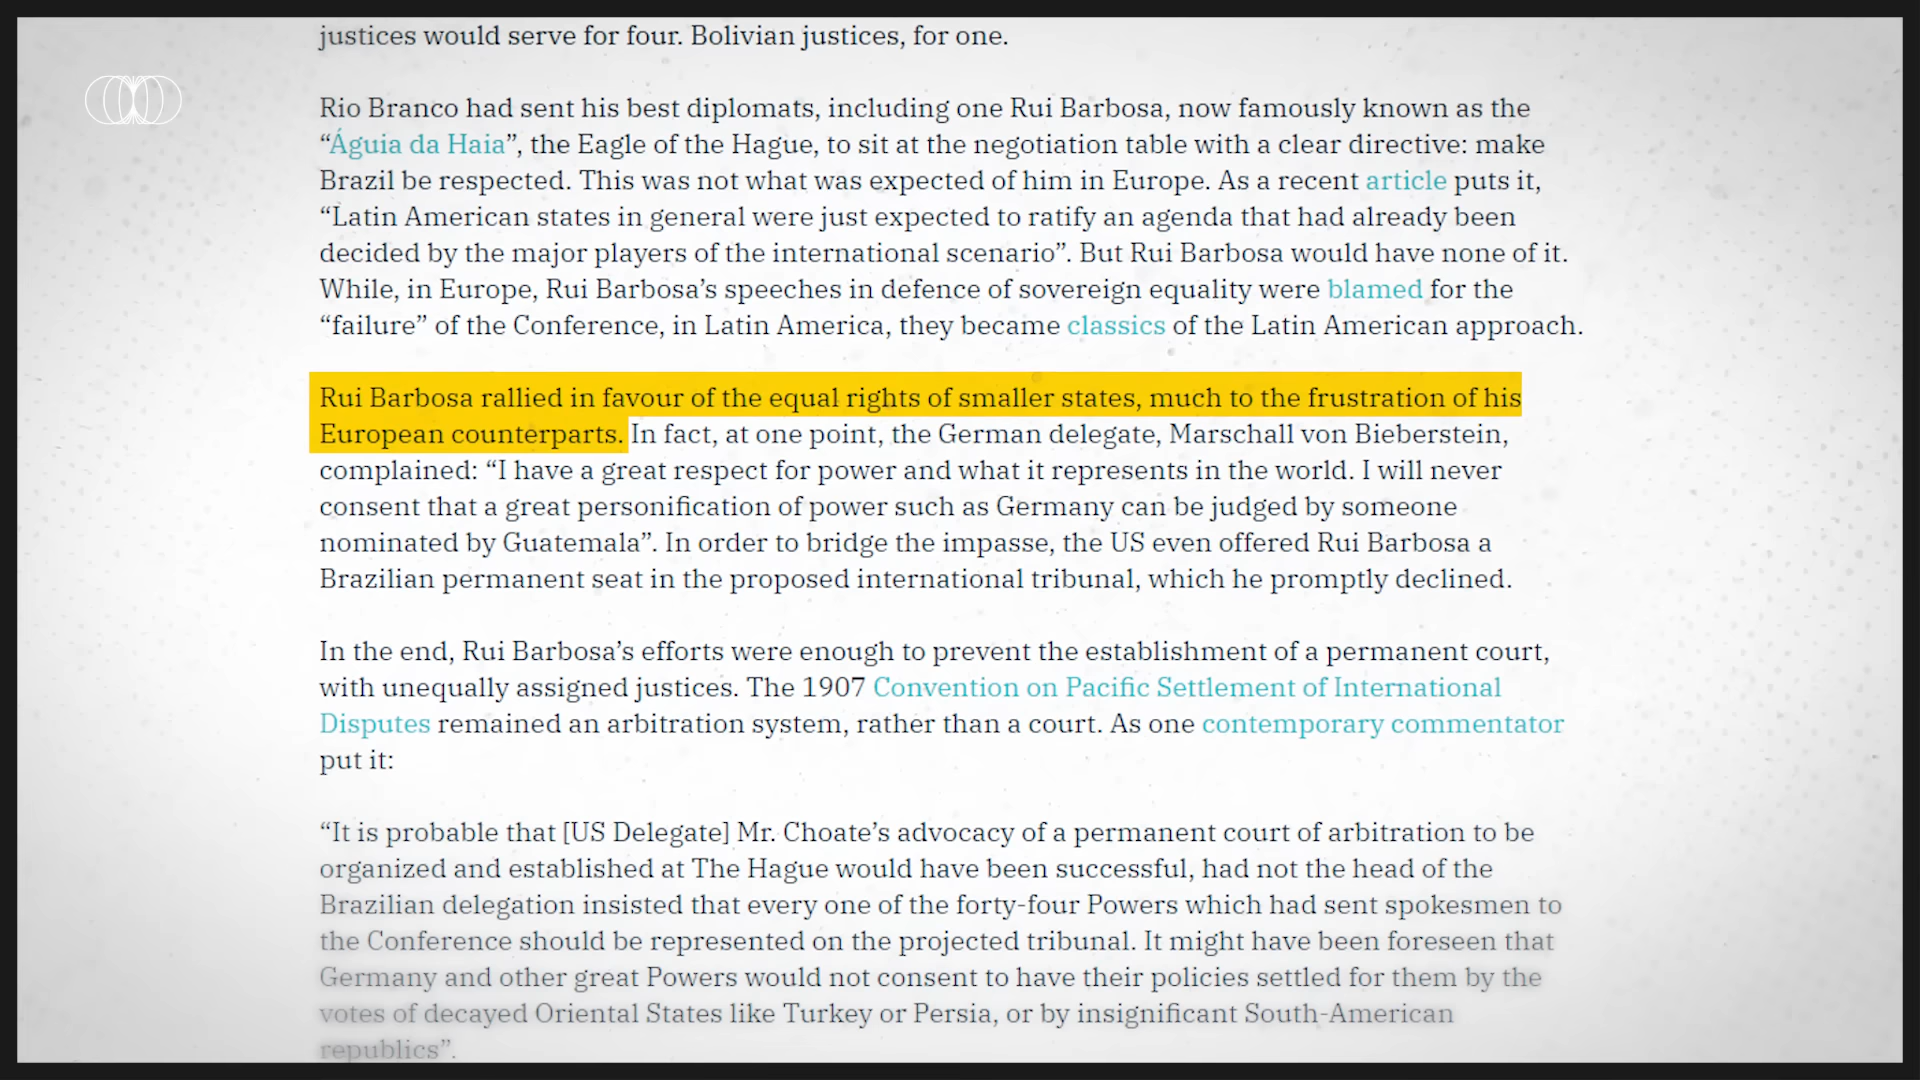 justices would serve for four. Bolivian justices, for one.
Rio Branco had sent his best diplomats, including one Rui Barbosa, now famously known as the
“Águia da Haia”, the Eagle of the Hague, to sit at the negotiation table with a clear directive: make
Brazil be respected. This was not what was expected of him in Europe. As a recent article puts it,
“Latin American states in general were just expected to ratify an agenda that had already been
decided by the major players of the international scenario”. But Rui Barbosa would have none of it.
While, in Europe, Rui Barbosa’s speeches in defence of sovereign equality were blamed for the
“failure” of the Conference, in Latin America, they became classics of the Latin American approach.
Rui Barbosa rallied in favour of the equal rights of smaller states, much to the frustration of his
European counterparts. In fact, at one point, the German delegate, Marschall von Bieberstein,
complained: “I have a great respect for power and what it represents in the world. I will never
consent that a great personification of power such as Germany can be judged by someone
nominated by Guatemala”. In order to bridge the impasse, the US even offered Rui Barbosa a
Brazilian permanent seat in the proposed international tribunal, which he promptly declined.
In the end, Rui Barbosa’s efforts were enough to prevent the establishment of a permanent court,
with unequally assigned justices. The 1907 Convention on Pacific Settlement of International
Disputes remained an arbitration system, rather than a court. As one contemporary commentator
put it:
“It is probable that [US Delegate] Mr. Choate’s advocacy of a permanent court of arbitration to be
organized and established at The Hague would have been successful, had not the head of the
Brazilian delegation insisted that every one of the forty-four Powers which had sent spokesmen to
the Conference should be represented on the projected tribunal. It might have been foreseen that
Germany and other great Powers would not consent to have their policies settled for them by the
votes of decayed Oriental States like Turkey or Persia, or by insignificant South-American
republics”.